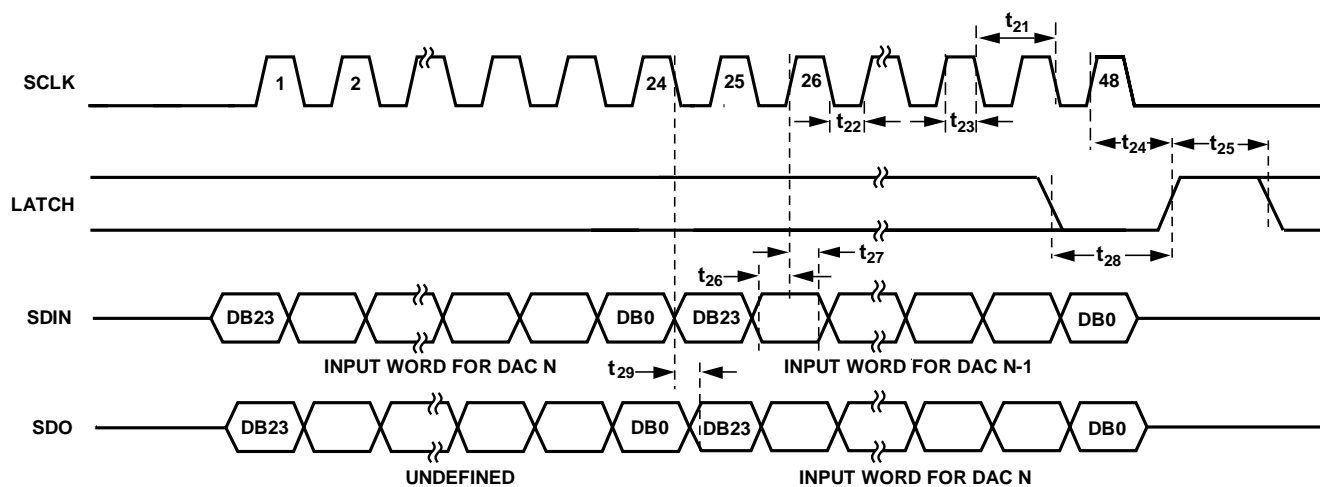 t21
SCLK
1
2
24
25
26
48
t22
t23
t24
t25
LATCH
t28
t27
t26
SDIN
DB23
DB0
DB23
DB0
INPUT WORD FOR DAC N
INPUT WORD FOR DAC N-1
t29
SDO
DB23
DB0
DB23
DB0
UNDEFINED
INPUT WORD FOR DAC N